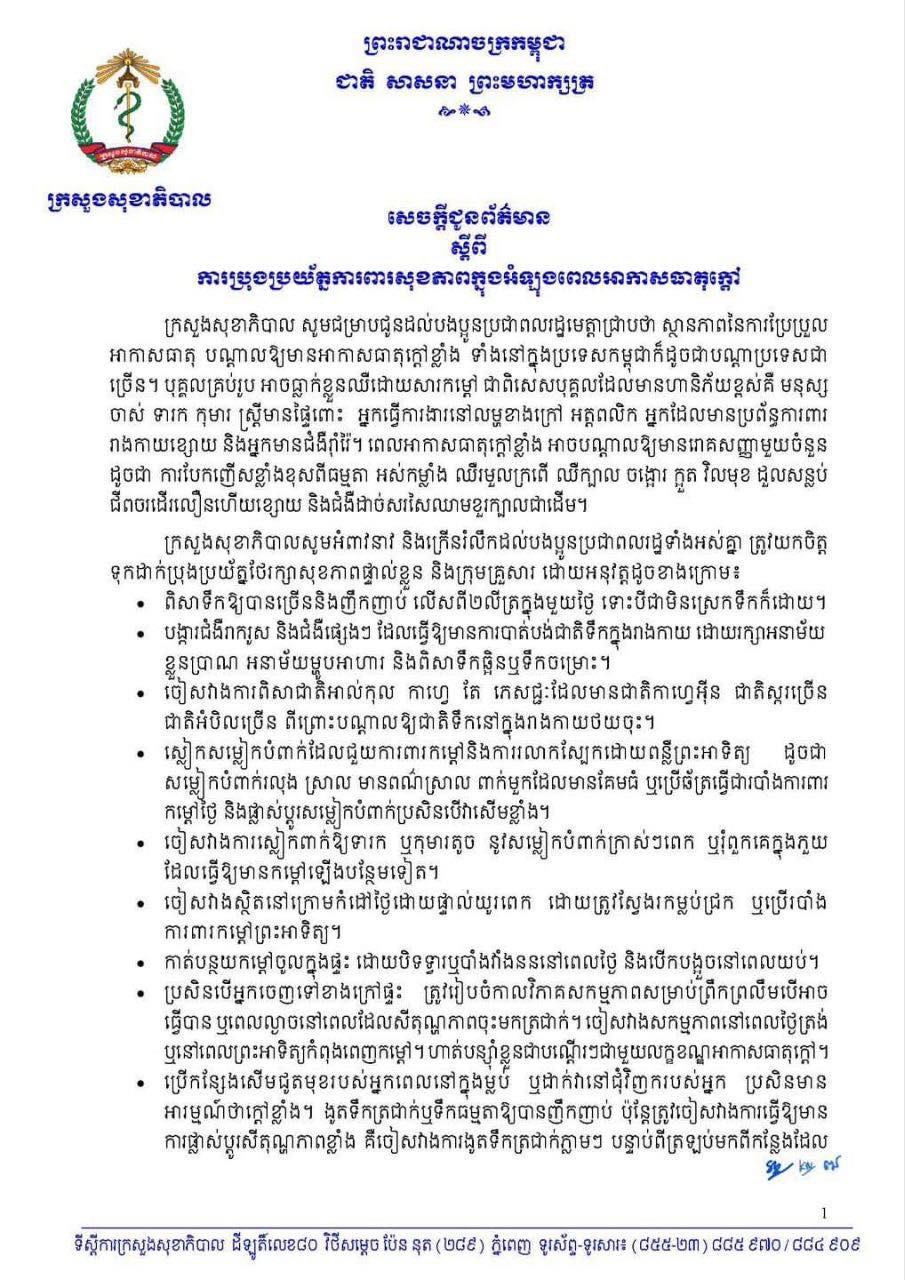 ព្រះរាជាណាចក្រកម្ពុជា
ជាតិ សាសនា ព្រះមហាក្សត្រ
ក្រសួងសុខាភិបាល
សេចក្តីជូនព័ត៌មាន
ស្តីពី
ការប្រុងប្រយ័ត្នការពារសុខភាពក្នុងអំឡុងពេលអាកាសធាតុក្តៅ
ក្រសួងសុខាភិបាល សូមជម្រាបជូនដល់បងប្អូនប្រជាពលរដ្ឋមេត្តាជ្រាបថា ស្ថានភាពនៃការប្រែប្រួល
អាកាសធាតុ បណ្តាលឱ្យមានអាកាសធាតុក្តៅខ្លាំង ទាំងនៅក្នុងប្រទេសកម្ពុជាក៏ដូចជាបណ្តាប្រទេសជា
ច្រើន។ បុគ្គលគ្រប់រូប អាចធ្លាក់ខ្លួនឈឺដោយសារកម្តៅ ជាពិសេសបុគ្គលដែលមានហានិភ័យខ្ពស់គឺ មនុស្ស
ចាស់ ទារក កុមារ ស្ត្រីមានផ្ទៃពោះ អ្នកធ្វើការងារនៅលម្ហខាងក្រៅ អត្តពលិក អ្នកដែលមានប្រព័ន្ធការពារ
រាងកាយខ្សោយ និងអ្នកមានជំងឺរ៉ាំរ៉ៃ។ ពេលអាកាសធាតុក្តៅខ្លាំង អាចបណ្តាលឱ្យមានរោគសញ្ញាមួយចំនួន
ដូចជា ការបែកញើសខ្លាំងខុសពីធម្មតា អស់កម្លាំង ឈឺរមួលក្រពើ ឈឺក្បាល ចង្អោរ ក្អួត វិលមុខ ដួលសន្លប់
ជីពចរដើរលឿនហើយខ្សោយ និងជំងឺដាច់សរសៃឈាមខួរក្បាលជាដើម។
ក្រសួងសុខាភិបាលសូមអំពាវនាវ និងក្រើនរំលឹកដល់បងប្អូនប្រជាពលរដ្ឋទាំងអស់គ្នា ត្រូវយកចិត្ត
ទុកដាក់ប្រុងប្រយ័ត្នថែរក្សាសុខភាពផ្ទាល់ខ្លួន និងក្រុមគ្រួសារ ដោយអនុវត្តដូចខាងក្រោម៖
• ពិសាទឹកឱ្យបានច្រើននិងញឹកញាប់ លើសពី២លីត្រក្នុងមួយថ្ងៃ ទោះបីជាមិនស្រេកទឹកក៏ដោយ។
• បង្ការជំងឺរាករូស និងជំងឺផ្សេងៗ ដែលធ្វើឱ្យមានការបាត់បង់ជាតិទឹកក្នុងរាងកាយ ដោយរក្សាអនាម័យ
ខ្លួនប្រាណ អនាម័យម្ហូបអាហារ និងពិសាទឹកឆ្អិនឬទឹកចម្រោះ។
• ចៀសវាងការពិសាជាតិអាល់កុល កាហ្វេ តែ ភេសជ្ជៈដែលមានជាតិកាហ្វេអ៊ីន ជាតិស្ករច្រើន
ជាតិអំបិលច្រើន ពីព្រោះបណ្តាលឱ្យជាតិទឹកនៅក្នុងរាងកាយថយចុះ។
• ស្លៀកសម្លៀកបំពាក់ដែលជួយការពារកម្តៅនិងការរលាកស្បែកដោយពន្លឺព្រះអាទិត្យ ដូចជា
សម្លៀកបំពាក់រលុង ស្រាល មានពណ៌ស្រាល ពាក់មួកដែលមានគែមធំ ឬប្រើឆ័ត្រធ្វើជារបាំងការពារ
កម្តៅថ្ងៃ និងផ្លាស់ប្តូរសម្លៀកបំពាក់ប្រសិនបើវាសើមខ្លាំង។
• ចៀសវាងការស្លៀកពាក់ឱ្យទារក ឬកុមារតូច នូវសម្លៀកបំពាក់ក្រាស់ៗពេក ឬរុំពួកគេក្នុងភួយ
ដែលធ្វើឱ្យមានកម្តៅឡើងបន្ថែមទៀត។
• ចៀសវាងស្ថិតនៅក្រោមកំដៅថ្ងៃដោយផ្ទាល់យូរពេក ដោយត្រូវស្វែងរកម្លប់ជ្រក ឬប្រើរបាំង
ការពារកម្តៅព្រះអាទិត្យ។
• កាត់បន្ថយកម្តៅចូលក្នុងផ្ទះ ដោយបិទទ្វារឬបាំងវាំងនននៅពេលថ្ងៃ និងបើកបង្អួចនៅពេលយប់។
• ប្រសិនបើអ្នកចេញទៅខាងក្រៅផ្ទះ ត្រូវរៀបចំកាលវិភាគសកម្មភាពសម្រាប់ព្រឹកព្រលឹមបើអាច
ធ្វើបាន ឬពេលល្ងាចនៅពេលដែលសីតុណ្ហភាពចុះមកត្រជាក់។ ចៀសវាងសកម្មភាពនៅពេលថ្ងៃត្រង់
ឬនៅពេលព្រះអាទិត្យកំពុងពេញកម្តៅ។ ហាត់បន្ស៊ាំខ្លួនជាបណ្តើរៗជាមួយលក្ខខណ្ឌអាកាសធាតុក្តៅ។
• ប្រើកន្សែងសើមជូតមុខរបស់អ្នកពេលនៅក្នុងម្លប់ ឬដាក់វានៅជុំវិញករបស់អ្នក ប្រសិនមាន
អារម្មណ៍ថាក្តៅខ្លាំង។ ងូតទឹកត្រជាក់ឬទឹកធម្មតាឱ្យបានញឹកញាប់ ប៉ុន្តែត្រូវចៀសវាងការធ្វើឱ្យមាន
ការផ្លាស់ប្តូរសីតុណ្ហភាពខ្លាំង គឺចៀសវាងការងូតទឹកត្រជាក់ភ្លាមៗ បន្ទាប់ពីត្រឡប់មកពីកន្លែងដែល
1
ទីស្តីការក្រសួងសុខាភិបាល ដីឡូតិ៍លេខ៨០ វិថីសម្តេច ប៉ែន នុត (២៨៩) ភ្នំពេញ ទូរស័ព្ទ-ទូរសារ៖ (៨៥៥-២៣) ៨៨៥ ៩៧០ / ៨៨៤ ៩០៩